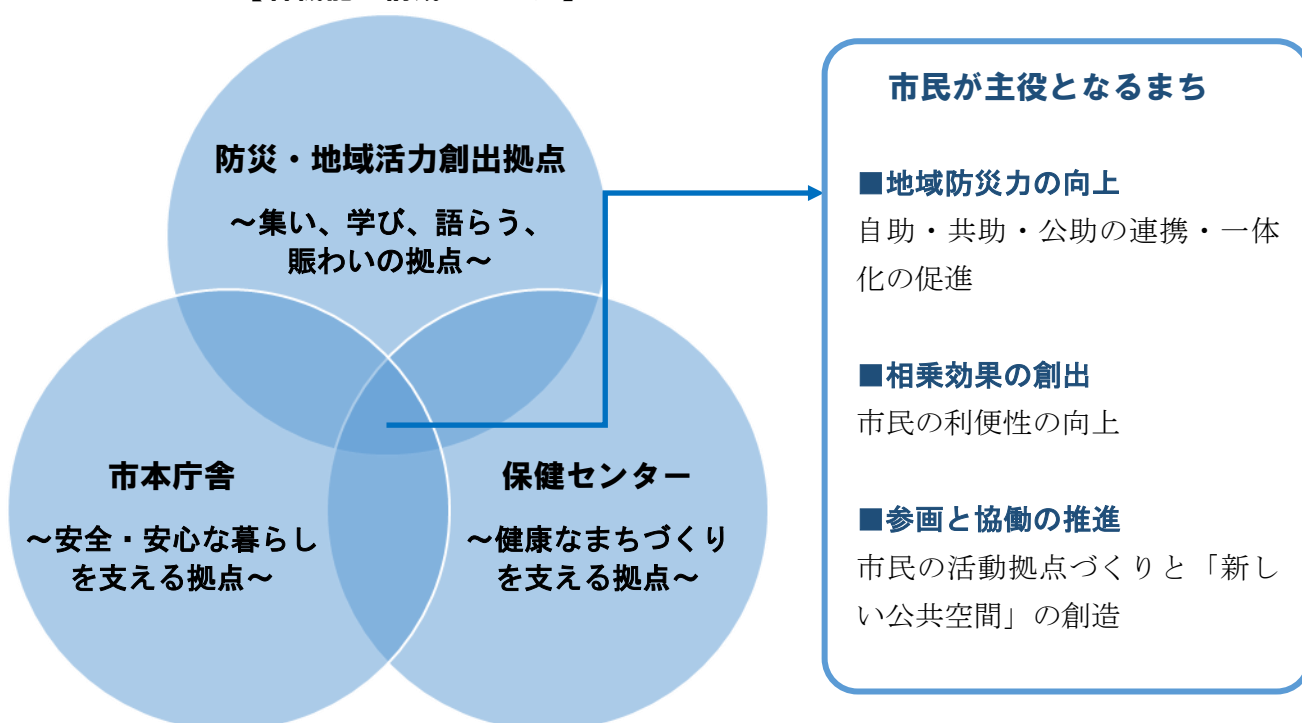 防災・地域活力創出拠点
～集い、学び、語らう、
賑わいの拠点～
市本庁舎
～安全・安心な暮らし
を支える拠点～
保健センター
～健康なまちづくり
を支える拠点～
市民が主役となるまち
■地域防災力の向上
自助・共助・公助の連携・一体
化の促進
■相乗効果の創出
市民の利便性の向上
■参画と協働の推進
市民の活動拠点づくりと「新し
い公共空間」の創造